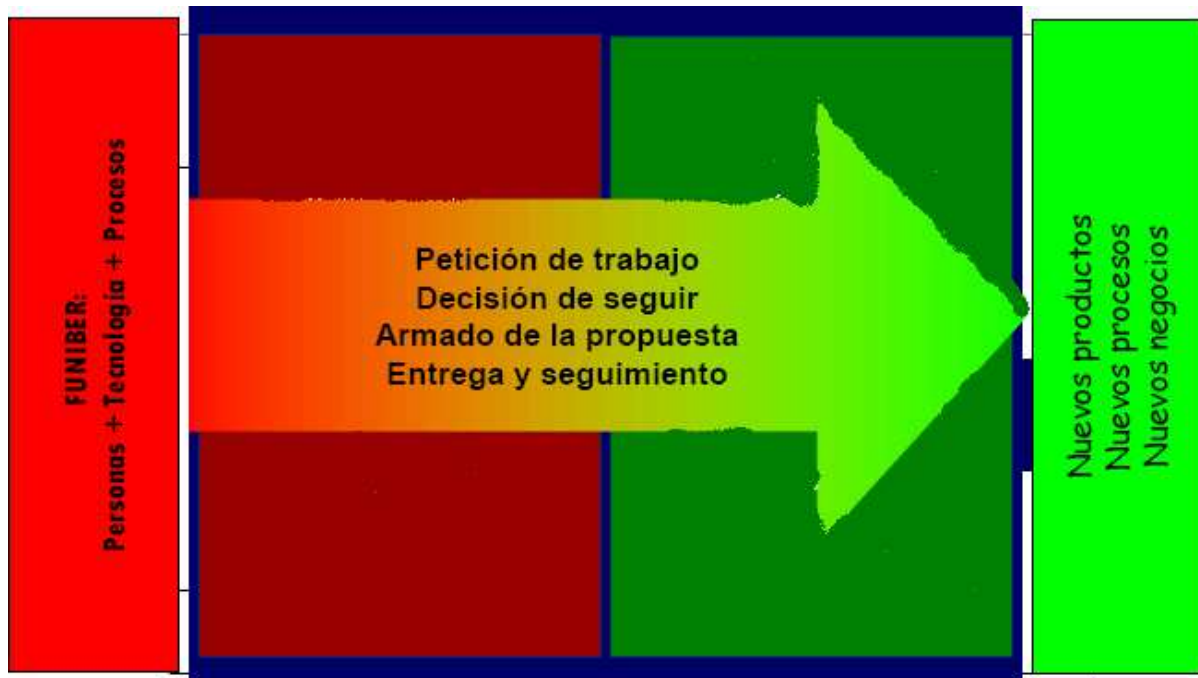 FUNIBER:
Personas + Tecnología + Procesos
Petición de trabajo
Decisión de seguir
Armado de la propuesta
Entrega y seguimiento
Nuevos productos
Nuevos procesos
Nuevos negocios